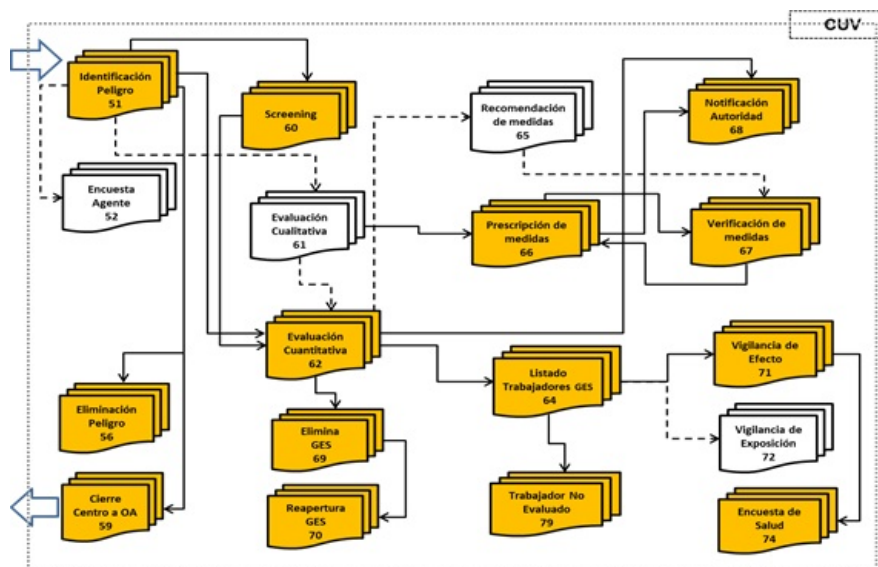 CUV
Identificación
Peligro
51
Screening
60
Recomendación
de medidas
65
Notificación
Autoridad
68
Encuesta
Agente
52
Evaluación
Cualitativa
61
Prescripción de
medidas
66
Verificación de
medidas
67
Evaluación
Cuantitativa
62
Listado
Trabajadores GES
64
Vigilancia de
Efecto
71
Eliminación
Peligro
56
Elimina
GES
69
Vigilancia de
Exposición
72
Cierre
Centro a OA
59
Reapertura
GES
70
Trabajador No
Evaluado
79
Encuesta de
Salud
74